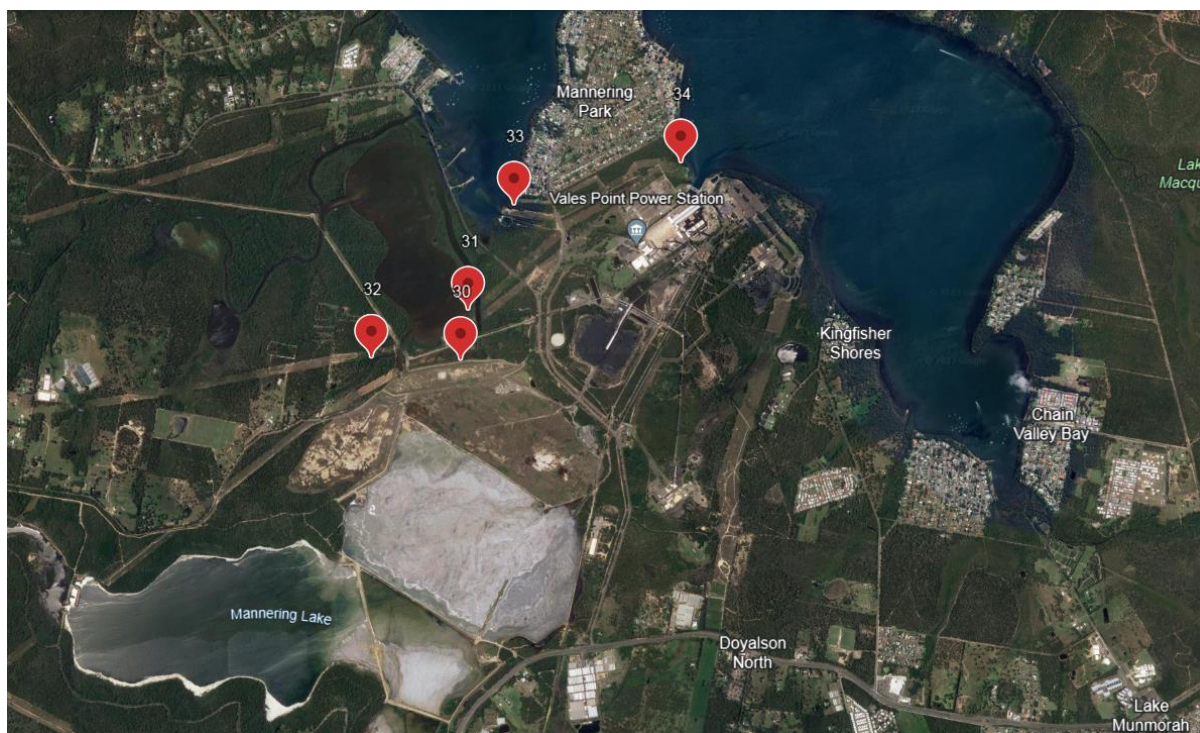 Mannering
Park
34
33
Lak
Macqu
Vales Point Power Station
31
30
32
Kingfisher
Shores
Chain
Valley Bay
Mannering Lake
Doyalson
North
Lake
Munmorah